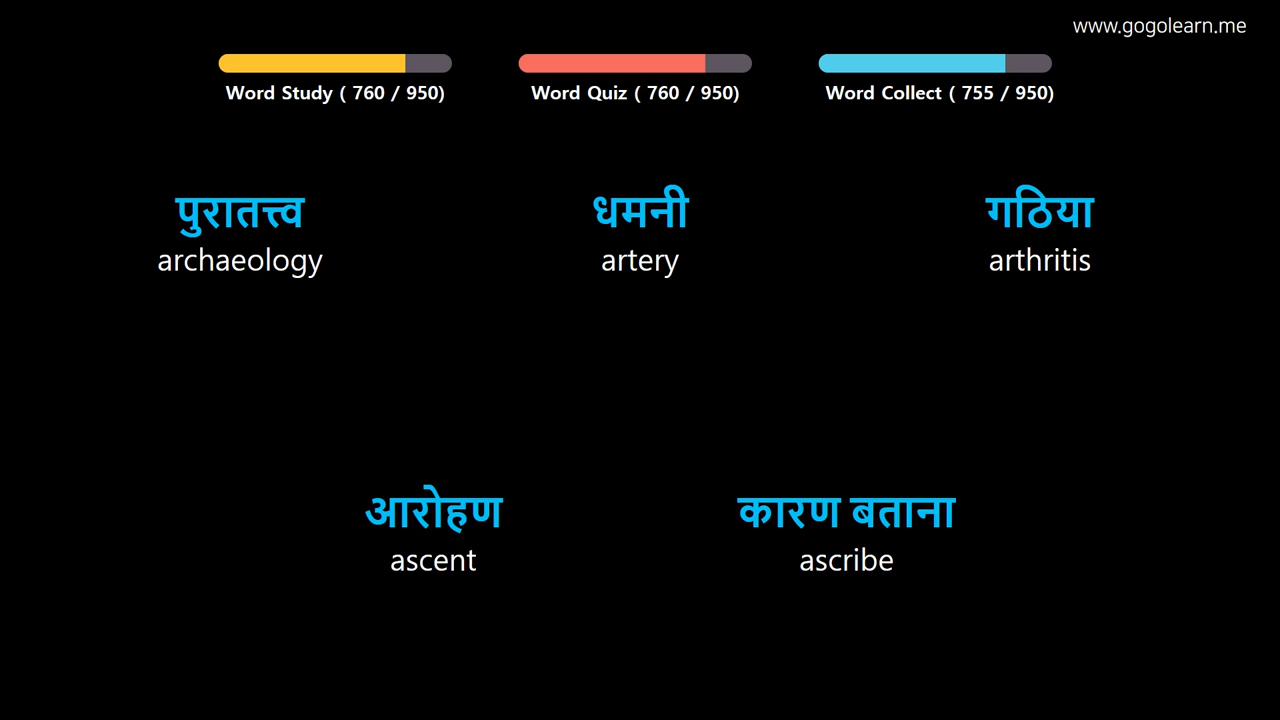 www.gogolearn.me
Word Study ( 760 / 950)
Word Quiz ( 760 / 950)
Word Collect ( 755 / 950)
पुरातत्त्व
archaeology
धमनी
artery
गठिया
arthritis
आरोहण
ascent
कारण बताना
ascribe